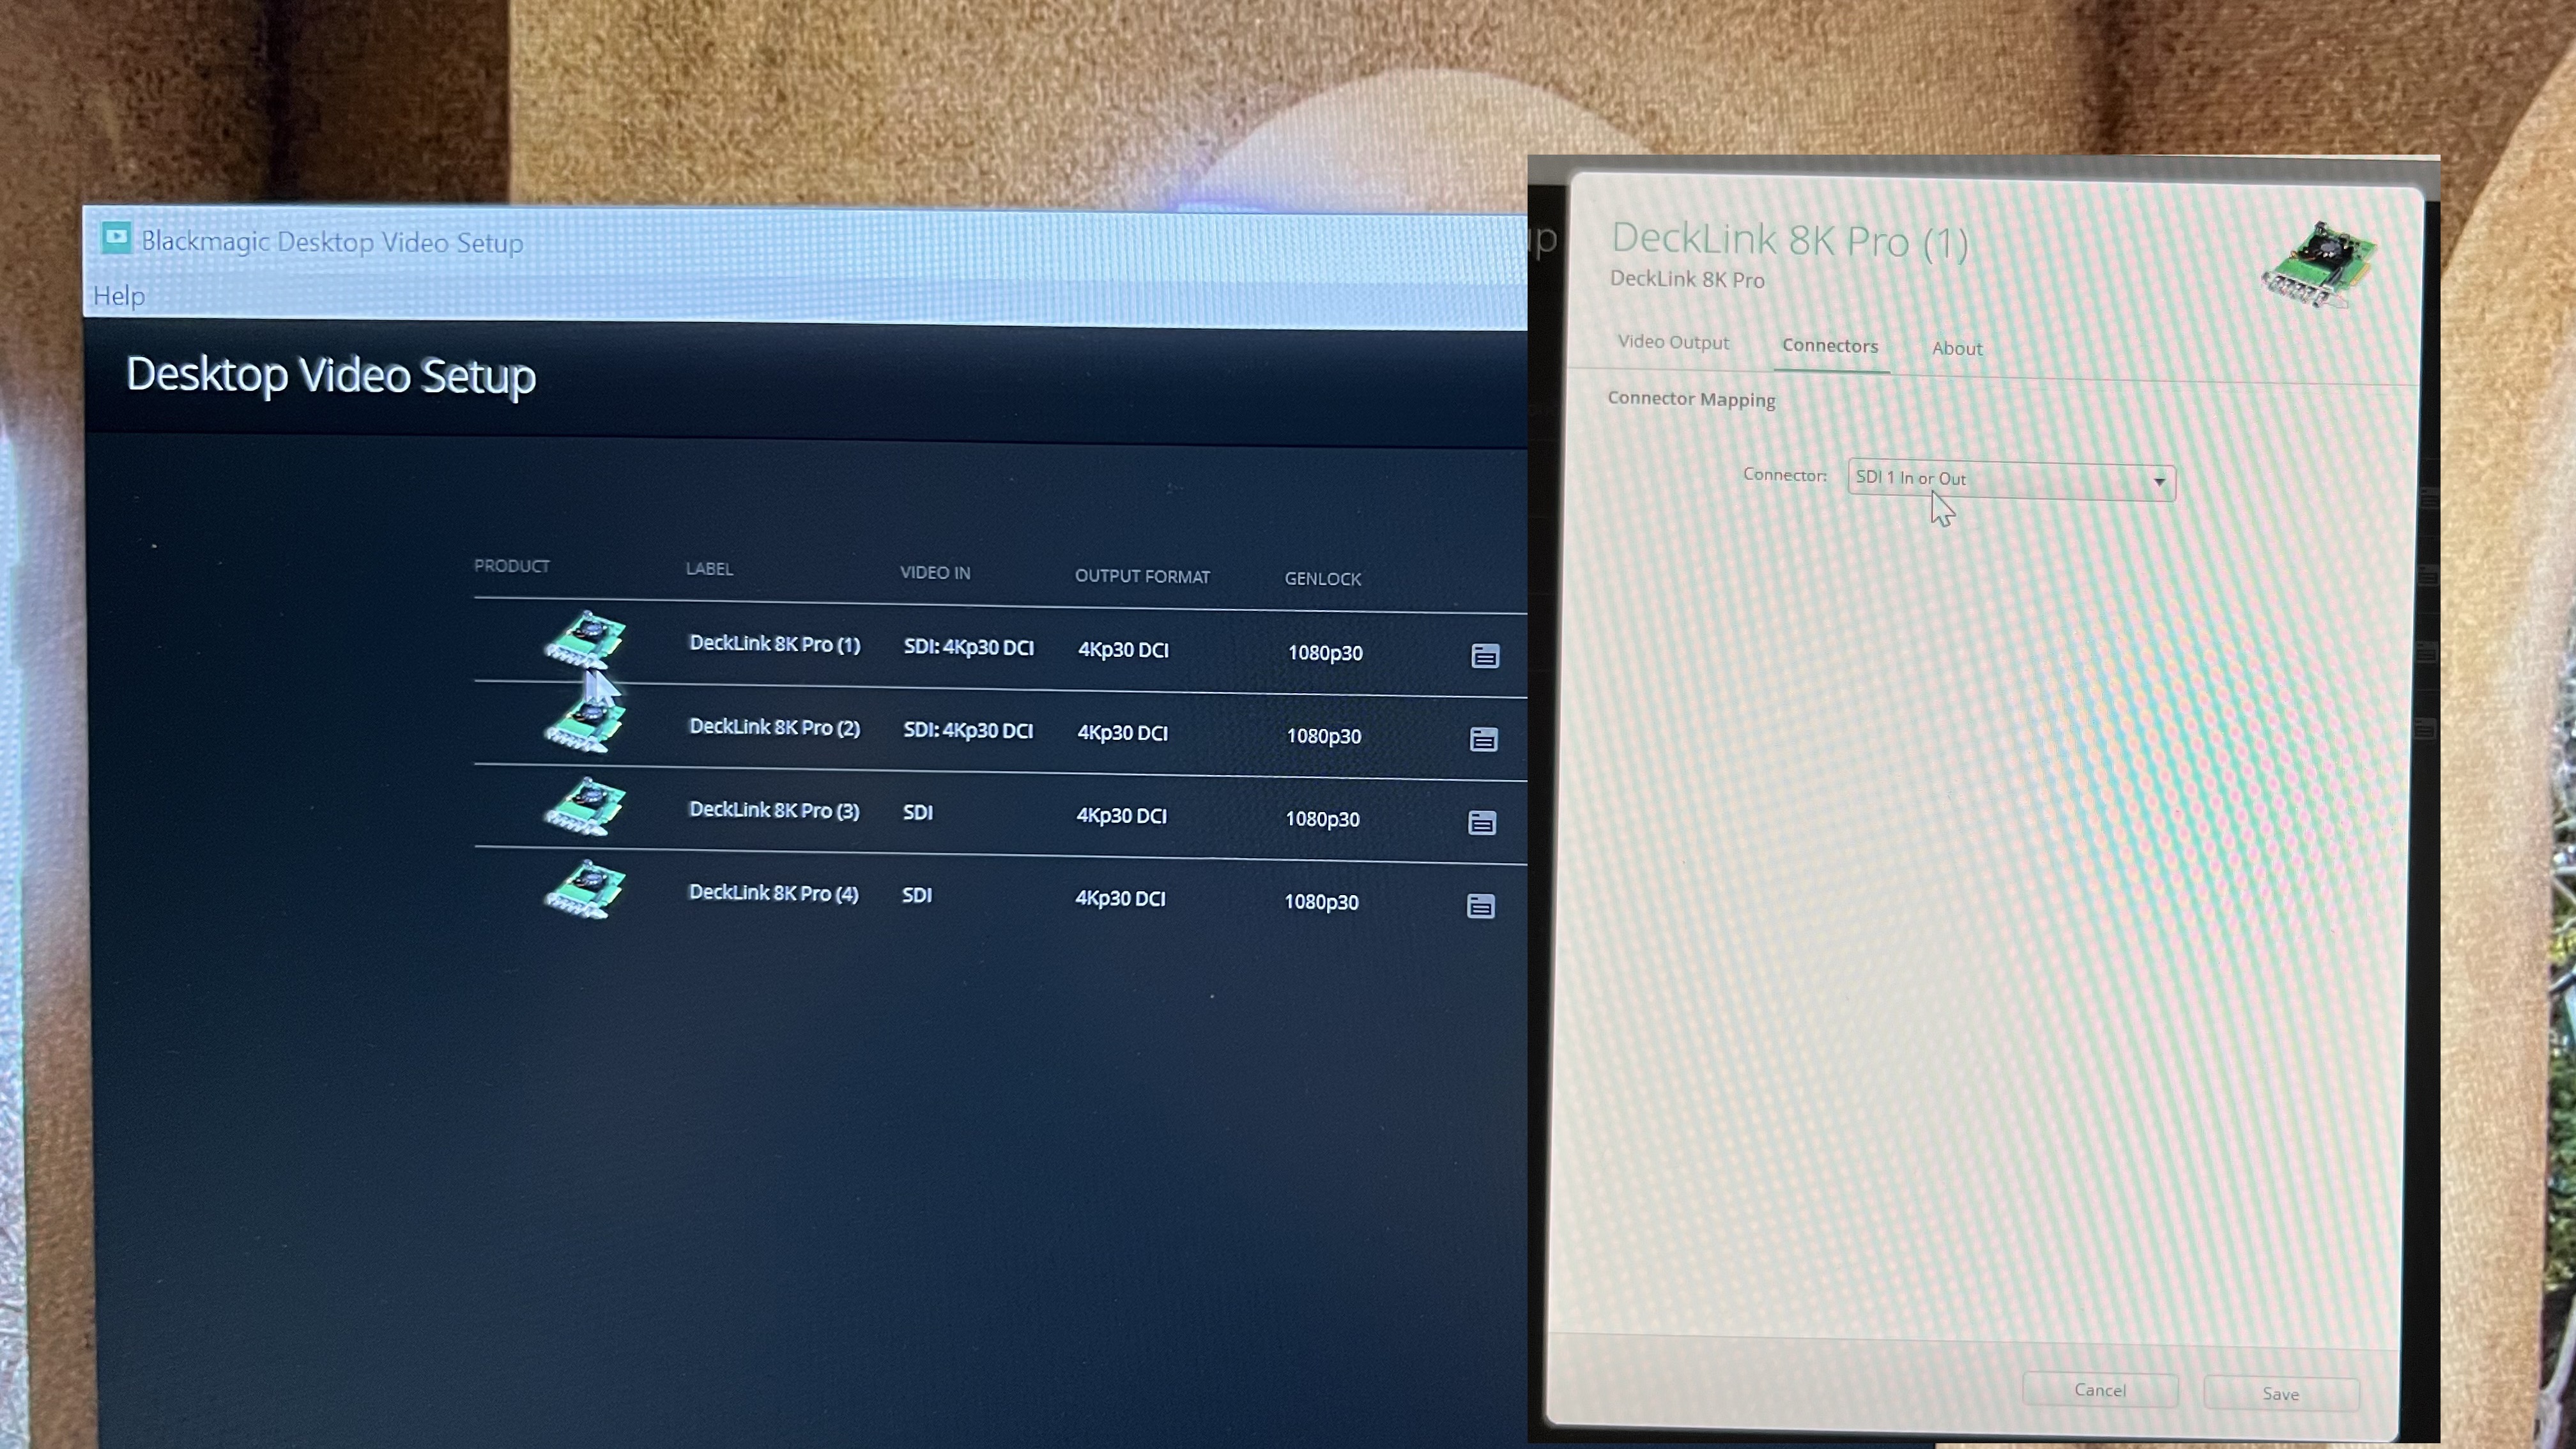 Blackmagic Desktop Video Setup
Help
Desktop Video Setup
PRODUCT LABEL VIDEO IN OUTPUT FORMAT GENLOCK
DeckLink 8K Pro (1) SDI: 4Kp30 DCI 4Kp30 DCI 1080p30
DeckLink 8K Pro (2) SDI: 4Kp30 DCI 4Kp30 DCI 1080p30
DeckLink 8K Pro (3) SDI 4Kp30 DCI 1080p30
DeckLink 8K Pro (4) SDI 4Kp30 DCI 1080p30
up
DeckLink 8K Pro (1)
DeckLink 8K Pro
Video Output Connectors About
Connector Mapping
Connector: SDI 1 In or Out
Cancel Save